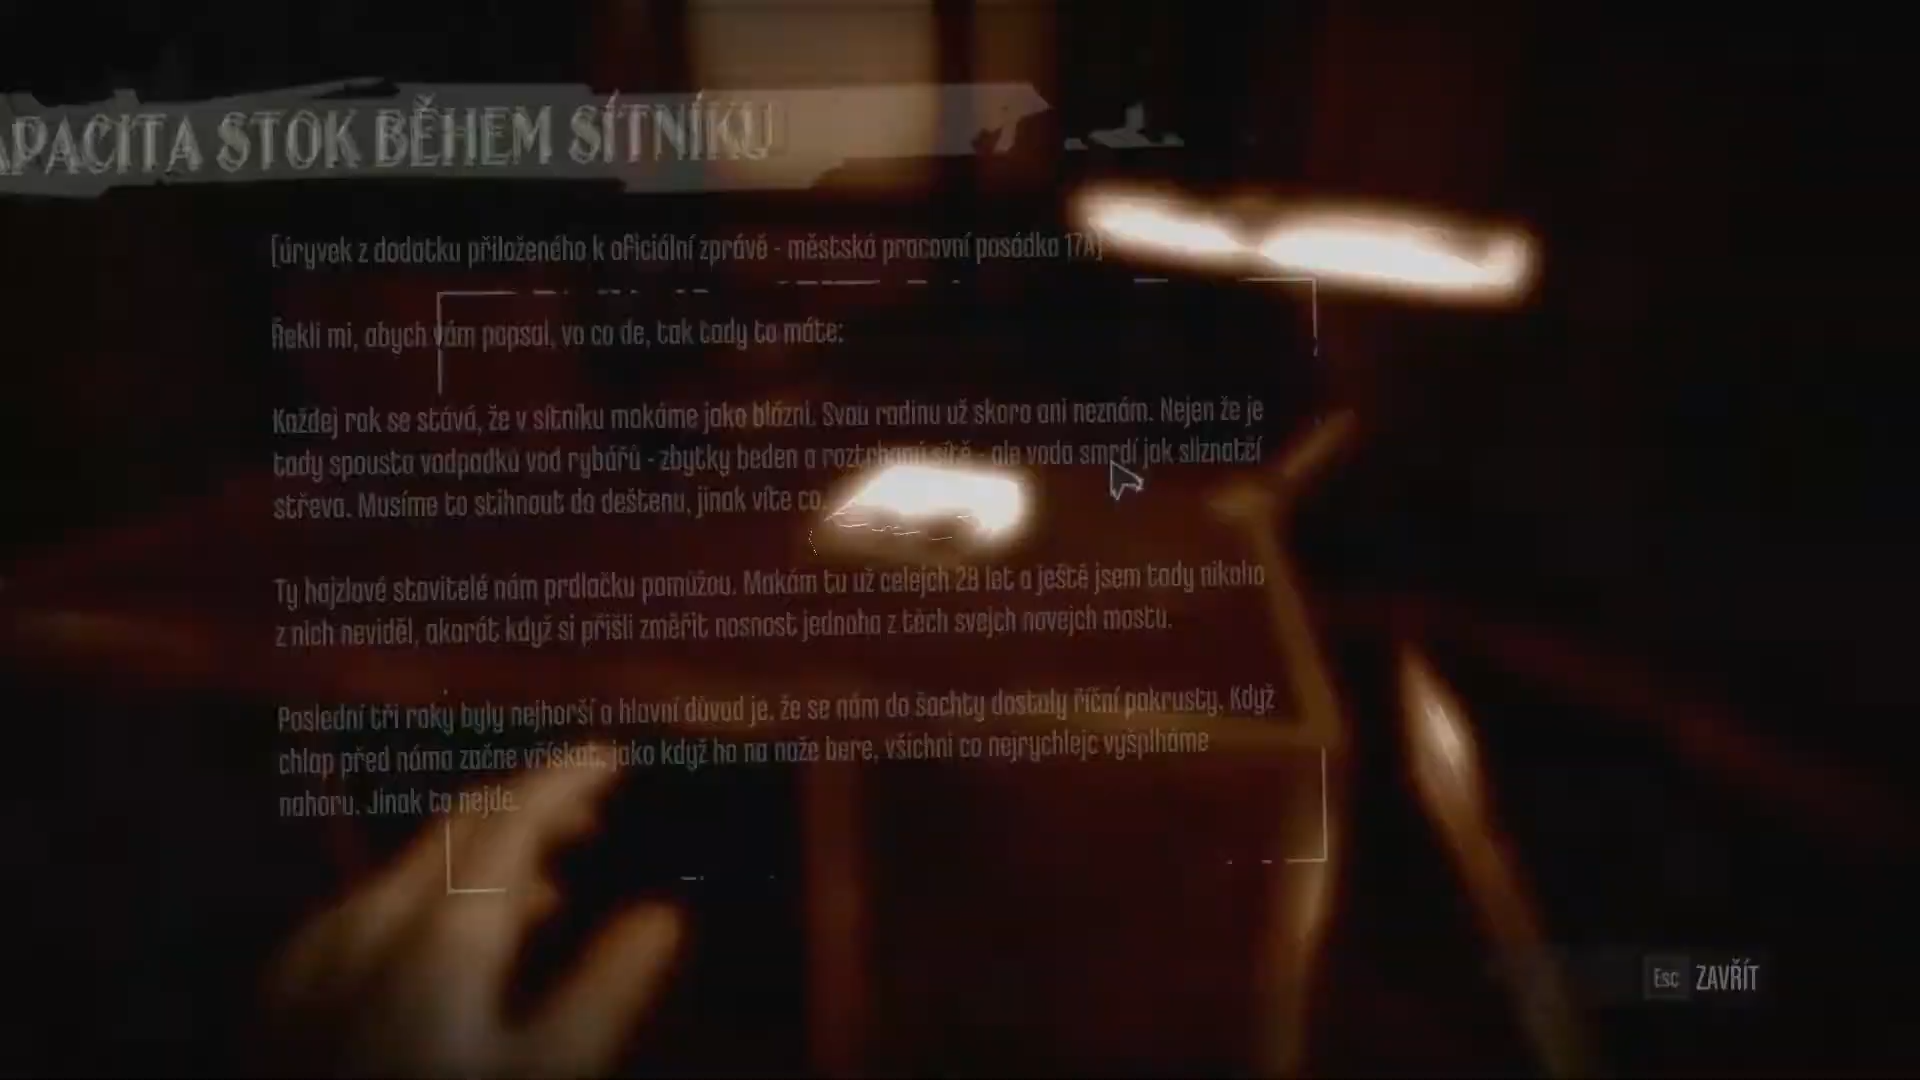 APACITA STOK BĚHEM SÍTNÍKU
[úryvek z dodatku přiloženého k oficiální zprávě - městská pracovní posádka 17A]
Řekli mi, abych vám popsal, vo co de, tak tady to máte:
Každej rok se stává, že v sítníku makáme jako blázni. Svou rodinu už skoro ani neznám. Nejen že je
tady spousta vodpadků vod rybářů - zbytky beden a roztrhaný sítě - ale voda smrdí jak sliznatčí
střeva. Musíme to stihnout do deštenu, jinak víte co.
Ty hajzlové stavitelé nám prdlačku pomůžou. Makám tu už celejch 28 let a ještě jsem tady nikoho
z nich neviděl, akorát když si přišli změřit nosnost jednoho z těch svejch novejch mostů.
Poslední tři roky byly nejhorší a hlavní důvod je, že se nám do šachty dostaly říční pakrusty. Když
chlap před náma začne vřískat, jako když ho na nože bere, všichni co nejrychlejc vyšplháme
nahoru. Jinak to nejde.
Esc ZAVŘÍT